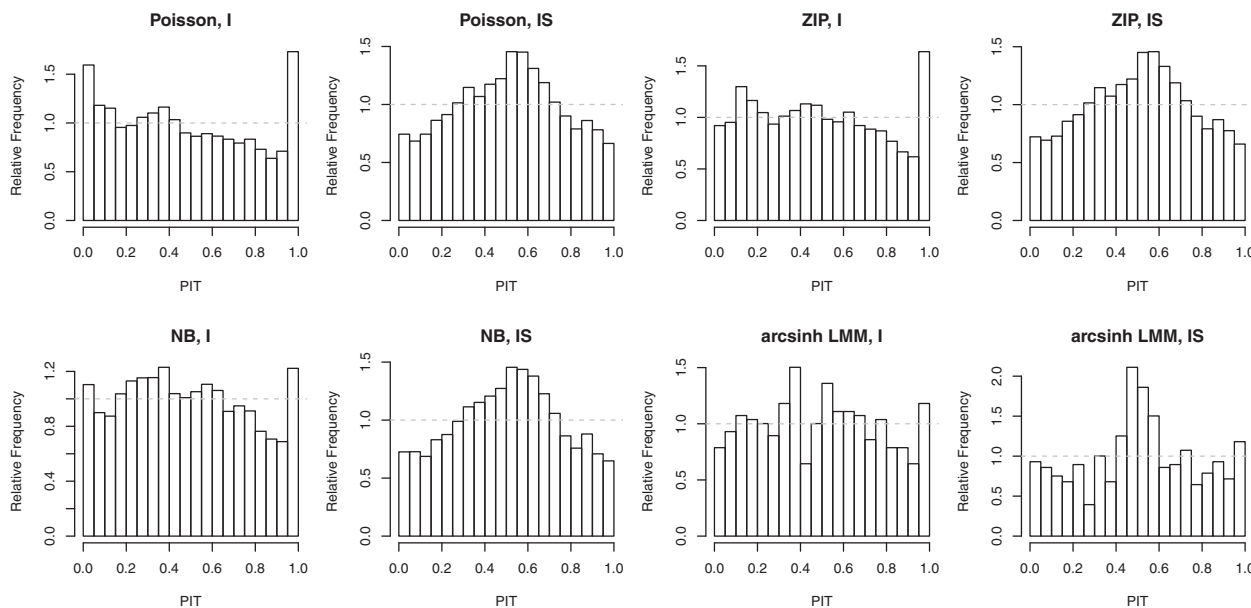 Poisson, I
Relative Frequency
0.0 0.5 1.0 1.5
0.0 0.2 0.4 0.6 0.8 1.0
PIT
Poisson, IS
Relative Frequency
0.0 0.5 1.0 1.5
0.0 0.2 0.4 0.6 0.8 1.0
PIT
ZIP, I
Relative Frequency
0.0 0.5 1.0 1.5
0.0 0.2 0.4 0.6 0.8 1.0
PIT
ZIP, IS
Relative Frequency
0.0 0.5 1.0 1.5
0.0 0.2 0.4 0.6 0.8 1.0
PIT
NB, I
Relative Frequency
0.0 0.4 0.8 1.2
0.0 0.2 0.4 0.6 0.8 1.0
PIT
NB, IS
Relative Frequency
0.0 0.5 1.0 1.5
0.0 0.2 0.4 0.6 0.8 1.0
PIT
arcsinh LMM, I
Relative Frequency
0.0 0.5 1.0 1.5
0.0 0.2 0.4 0.6 0.8 1.0
PIT
arcsinh LMM, IS
Relative Frequency
0.0 0.5 1.0 1.5 2.0
0.0 0.2 0.4 0.6 0.8 1.0
PIT